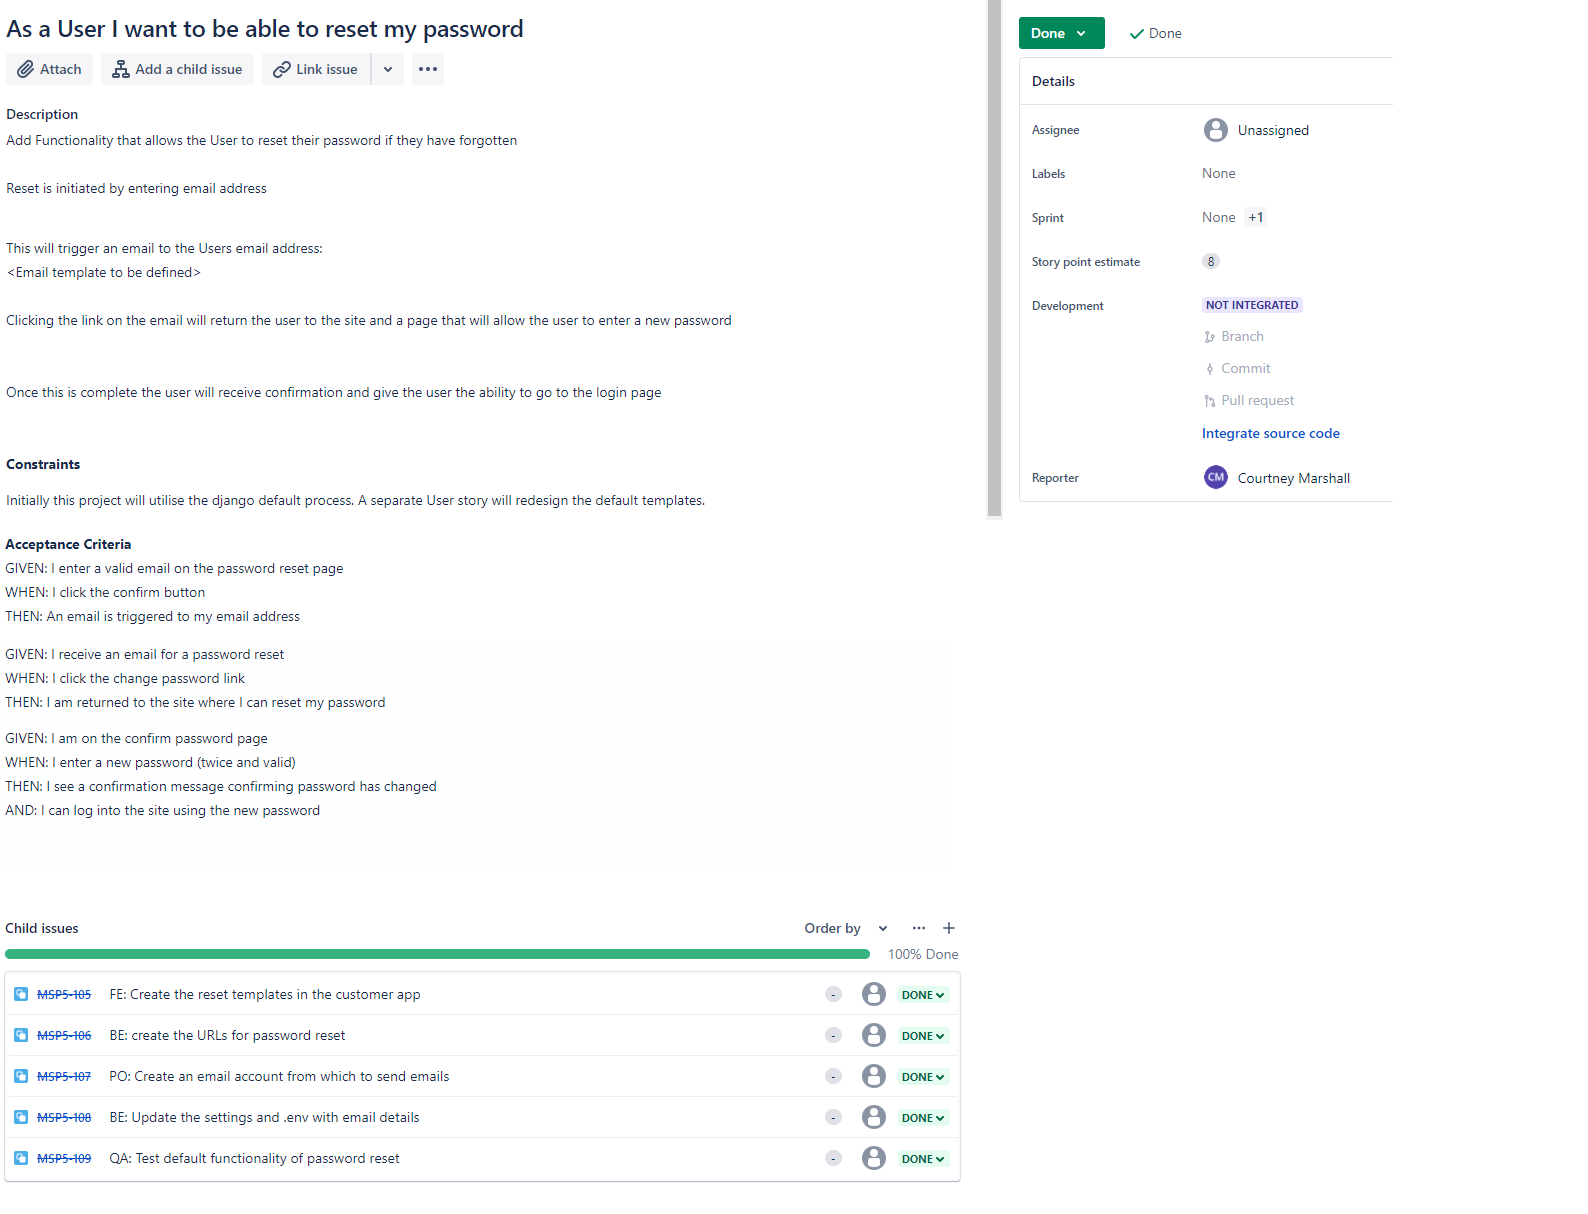 As a User I want to be able to reset my password
Attach
Add a child issue
Link issue
Description
Add Functionality that allows the User to reset their password if they have forgotten
Reset is initiated by entering email address
This will trigger an email to the Users email address:
<Email template to be defined>
Clicking the link on the email will return the user to the site and a page that will allow the user to enter a new password
Once this is complete the user will receive confirmation and give the user the ability to go to the login page
Constraints
Initially this project will utilise the django default process. A separate User story will redesign the default templates.
Acceptance Criteria
GIVEN: I enter a valid email on the password reset page
WHEN: I click the confirm button
THEN: An email is triggered to my email address
GIVEN: I receive an email for a password reset
WHEN: I click the change password link
THEN: I am returned to the site where I can reset my password
GIVEN: I am on the confirm password page
WHEN: I enter a new password (twice and valid)
THEN: I see a confirmation message confirming password has changed
AND: I can log into the site using the new password
Child issues
Order by
100% Done
MSP5-105 FE: Create the reset templates in the customer app - DONE
MSP5-106 BE: create the URLs for password reset - DONE
MSP5-107 PO: Create an email account from which to send emails - DONE
MSP5-108 BE: Update the settings and .env with email details - DONE
MSP5-109 QA: Test default functionality of password reset - DONE
Done
Done
Details
Assignee Unassigned
Labels None
Sprint None +1
Story point estimate 8
Development NOT INTEGRATED
Branch
Commit
Pull request
Integrate source code
Reporter CM Courtney Marshall